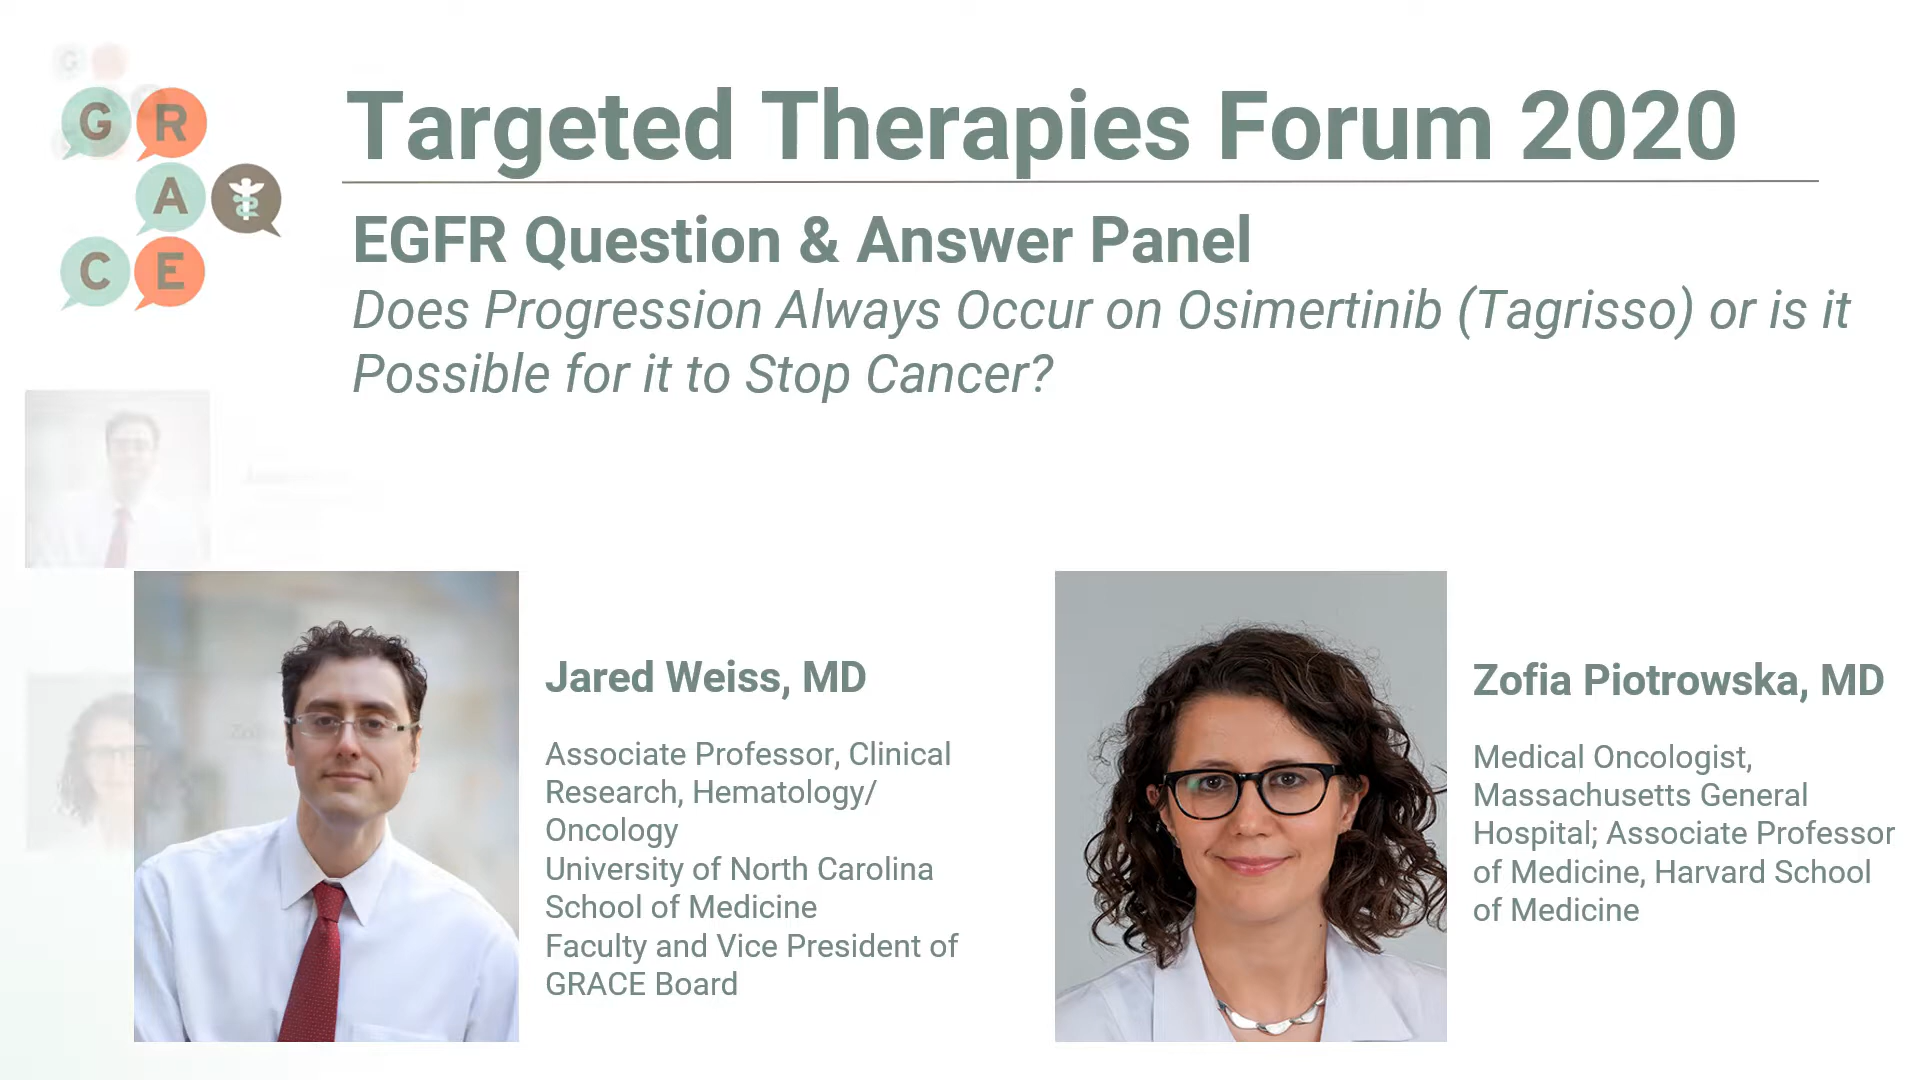 G R
A
C E
Targeted Therapies Forum 2020
EGFR Question & Answer Panel
Does Progression Always Occur on Osimertinib (Tagrisso) or is it
Possible for it to Stop Cancer?
Jared Weiss, MD
Associate Professor, Clinical
Research, Hematology/
Oncology
University of North Carolina
School of Medicine
Faculty and Vice President of
GRACE Board
Zofia Piotrowska, MD
Medical Oncologist,
Massachusetts General
Hospital; Associate Professor
of Medicine, Harvard School
of Medicine